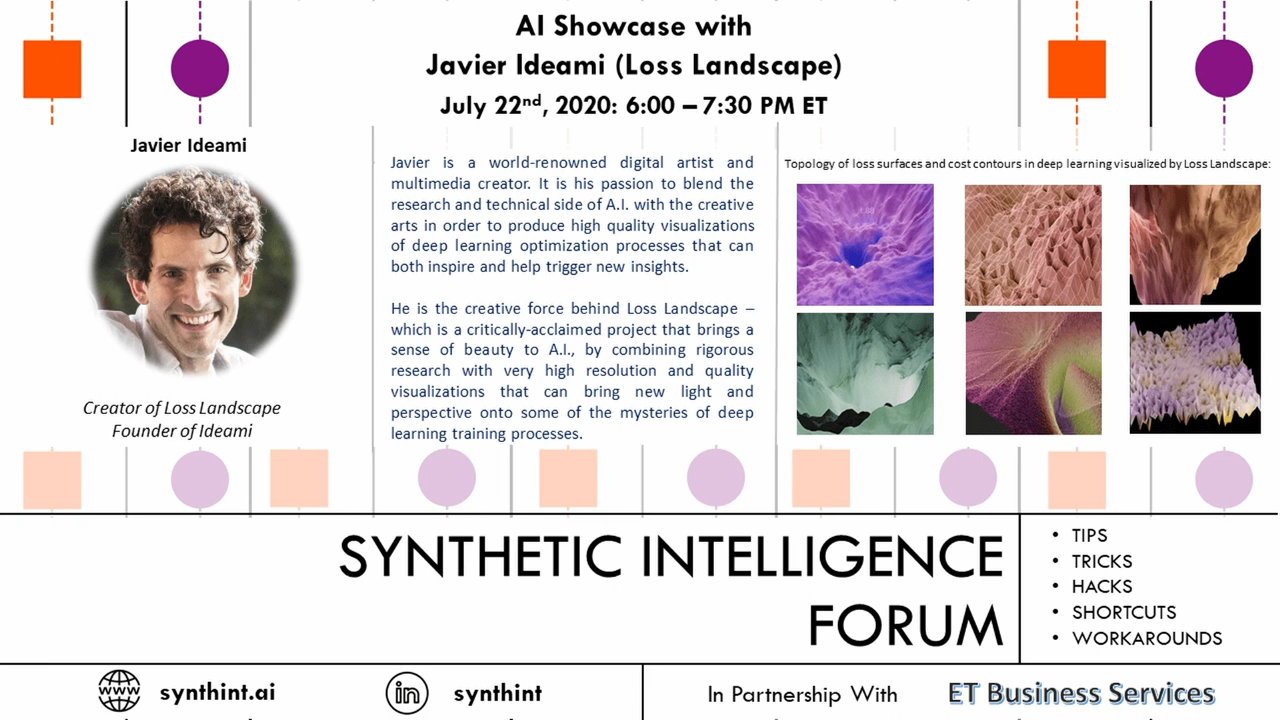 AI Showcase with
Javier Ideami (Loss Landscape)
July 22nd, 2020: 6:00 – 7:30 PM ET
Javier Ideami
Creator of Loss Landscape
Founder of Ideami
Javier is a world-renowned digital artist and
multimedia creator. It is his passion to blend the
research and technical side of A.I. with the creative
arts in order to produce high quality visualizations
of deep learning optimization processes that can
both inspire and help trigger new insights.
He is the creative force behind Loss Landscape –
which is a critically-acclaimed project that brings a
sense of beauty to A.I., by combining rigorous
research with very high resolution and quality
visualizations that can bring new light and
perspective onto some of the mysteries of deep
learning training processes.
Topology of loss surfaces and cost contours in deep learning visualized by Loss Landscape:
SYNTHETIC INTELLIGENCE
FORUM
• TIPS
• TRICKS
• HACKS
• SHORTCUTS
• WORKAROUNDS
www synthint.ai
in synthint
In Partnership With ET Business Services